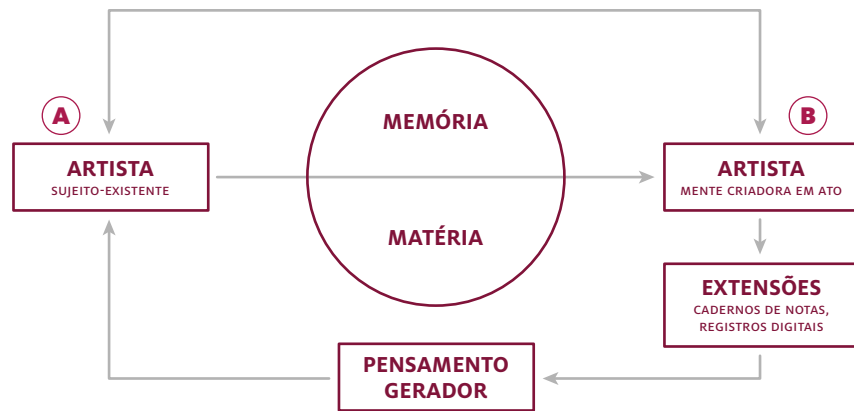 A
ARTISTA
SUJEITO-EXISTENTE
MEMÓRIA
MATÉRIA
B
ARTISTA
MENTE CRIADORA EM ATO
EXTENSÕES
CADERNOS DE NOTAS,
REGISTROS DIGITAIS
PENSAMENTO
GERADOR